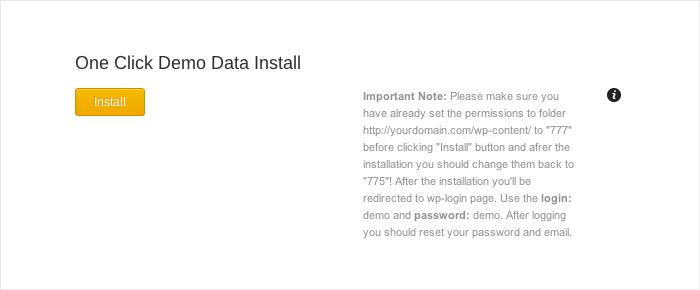 One Click Demo Data Install
Install
Important Note: Please make sure you
have already set the permissions to folder
http://yourdomain.com/wp-content/ to "777"
before clicking "Install" button and afrer the
installation you should change them back to
"775"! After the installation you'll be
redirected to wp-login page. Use the login:
demo and password: demo. After logging
you should reset your password and email.